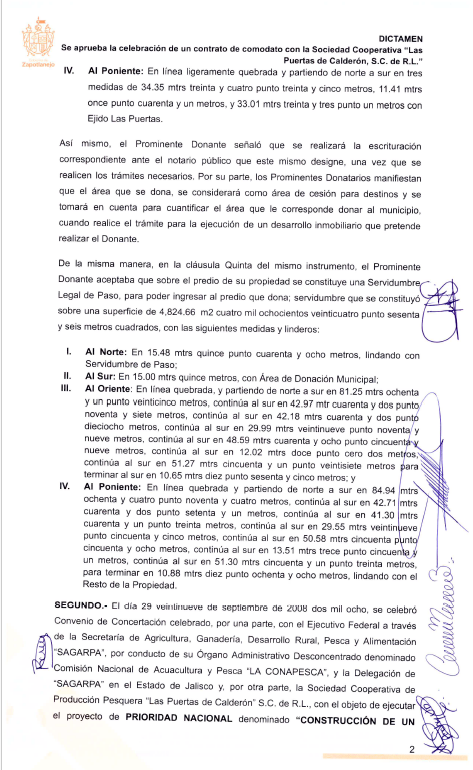 Zapotlanejo
DICTAMEN
Se aprueba la celebración de un contrato de comodato con la Sociedad Cooperativa “Las
Puertas de Calderón, S.C. de R.L.”
IV. Al Poniente: En línea ligeramente quebrada y partiendo de norte a sur en tres
medidas de 34.35 mtrs treinta y cuatro punto treinta y cinco metros, 11.41 mtrs
once punto cuarenta y un metros, y 33.01 mtrs treinta y tres punto un metros con
Ejido Las Puertas.
Así mismo, el Prominente Donante señaló que se realizará la escrituración
correspondiente ante el notario público que este mismo designe, una vez que se
realicen los trámites necesarios. Por su parte, los Prominentes Donatarios manifiestan
que el área que se dona, se considerará como área de cesión para destinos y se
tomará en cuenta para cuantificar el área que le corresponde donar al municipio,
cuando realice el trámite para la ejecución de un desarrollo inmobiliario que pretende
realizar el Donante.
De la misma manera, en la cláusula Quinta del mismo instrumento, el Prominente
Donante aceptaba que sobre el predio de su propiedad se constituye una Servidumbre
Legal de Paso, para poder ingresar al predio que dona; servidumbre que se constituyó
sobre una superficie de 4,824.66 m2 cuatro mil ochocientos veinticuatro punto sesenta
y seis metros cuadrados, con las siguientes medidas y linderos:
I. Al Norte: En 15.48 mtrs quince punto cuarenta y ocho metros, lindando con
Servidumbre de Paso;
II. Al Sur: En 15.00 mtrs quince metros, con Área de Donación Municipal;
III. Al Oriente: En línea quebrada, y partiendo de norte a sur en 81.25 mtrs ochenta
y un punto veinticinco metros, continúa al sur en 42.97 mtr cuarenta y dos punto
noventa y siete metros, continúa al sur en 42.18 mtrs cuarenta y dos punto
dieciocho metros, continúa al sur en 29.99 mtrs veintinueve punto noventa y
nueve metros, continúa al sur en 48.59 mtrs cuarenta y ocho punto cincuenta y
nueve metros, continúa al sur en 12.02 mtrs doce punto cero dos metros,
continúa al sur en 51.27 mtrs cincuenta y un punto veintisiete metros para
terminar al sur en 10.65 mtrs diez punto sesenta y cinco metros; y
IV. Al Poniente: En línea quebrada y partiendo de norte a sur en 84.94 mtrs
ochenta y cuatro punto noventa y cuatro metros, continúa al sur en 42.71 mtrs
cuarenta y dos punto setenta y un metros, continúa al sur en 41.30 mtrs
cuarenta y un punto treinta metros, continúa al sur en 29.55 mtrs veintinueve
punto cincuenta y cinco metros, continúa al sur en 50.58 mtrs cincuenta punto
cincuenta y ocho metros, continúa al sur en 13.51 mtrs trece punto cincuenta y
un metros, continúa al sur en 51.30 mtrs cincuenta y un punto treinta metros,
para terminar en 10.88 mtrs diez punto ochenta y ocho metros, lindando con el
Resto de la Propiedad.
SEGUNDO.- El día 29 veintinueve de septiembre de 2008 dos mil ocho, se celebró
Convenio de Concertación celebrado, por una parte, con el Ejecutivo Federal a través
de la Secretaría de Agricultura, Ganadería, Desarrollo Rural, Pesca y Alimentación
“SAGARPA”, por conducto de su Órgano Administrativo Desconcentrado denominado
Comisión Nacional de Acuacultura y Pesca “LA CONAPESCA”, y la Delegación de
“SAGARPA” en el Estado de Jalisco y, por otra parte, la Sociedad Cooperativa de
Producción Pesquera “Las Puertas de Calderón” S.C. de R.L., con el objeto de ejecutar
el proyecto de PRIORIDAD NACIONAL denominado “CONSTRUCCIÓN DE UN
2